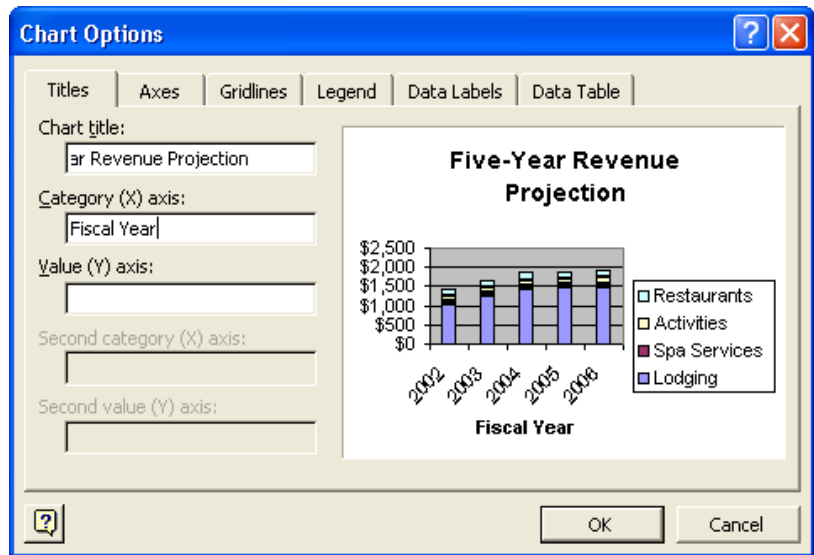 Chart Options
Titles Axes Gridlines Legend Data Labels Data Table
Chart title:
ar Revenue Projection
Category (X) axis:
Fiscal Year
Value (Y) axis:
Second category (X) axis:
Second value (Y) axis:
Five-Year Revenue
Projection
$2,500
$2,000
$1,500
$1,000
$500
$0
2002 2003 2004 2005 2006
Fiscal Year
Restaurants
Activities
Spa Services
Lodging
OK Cancel